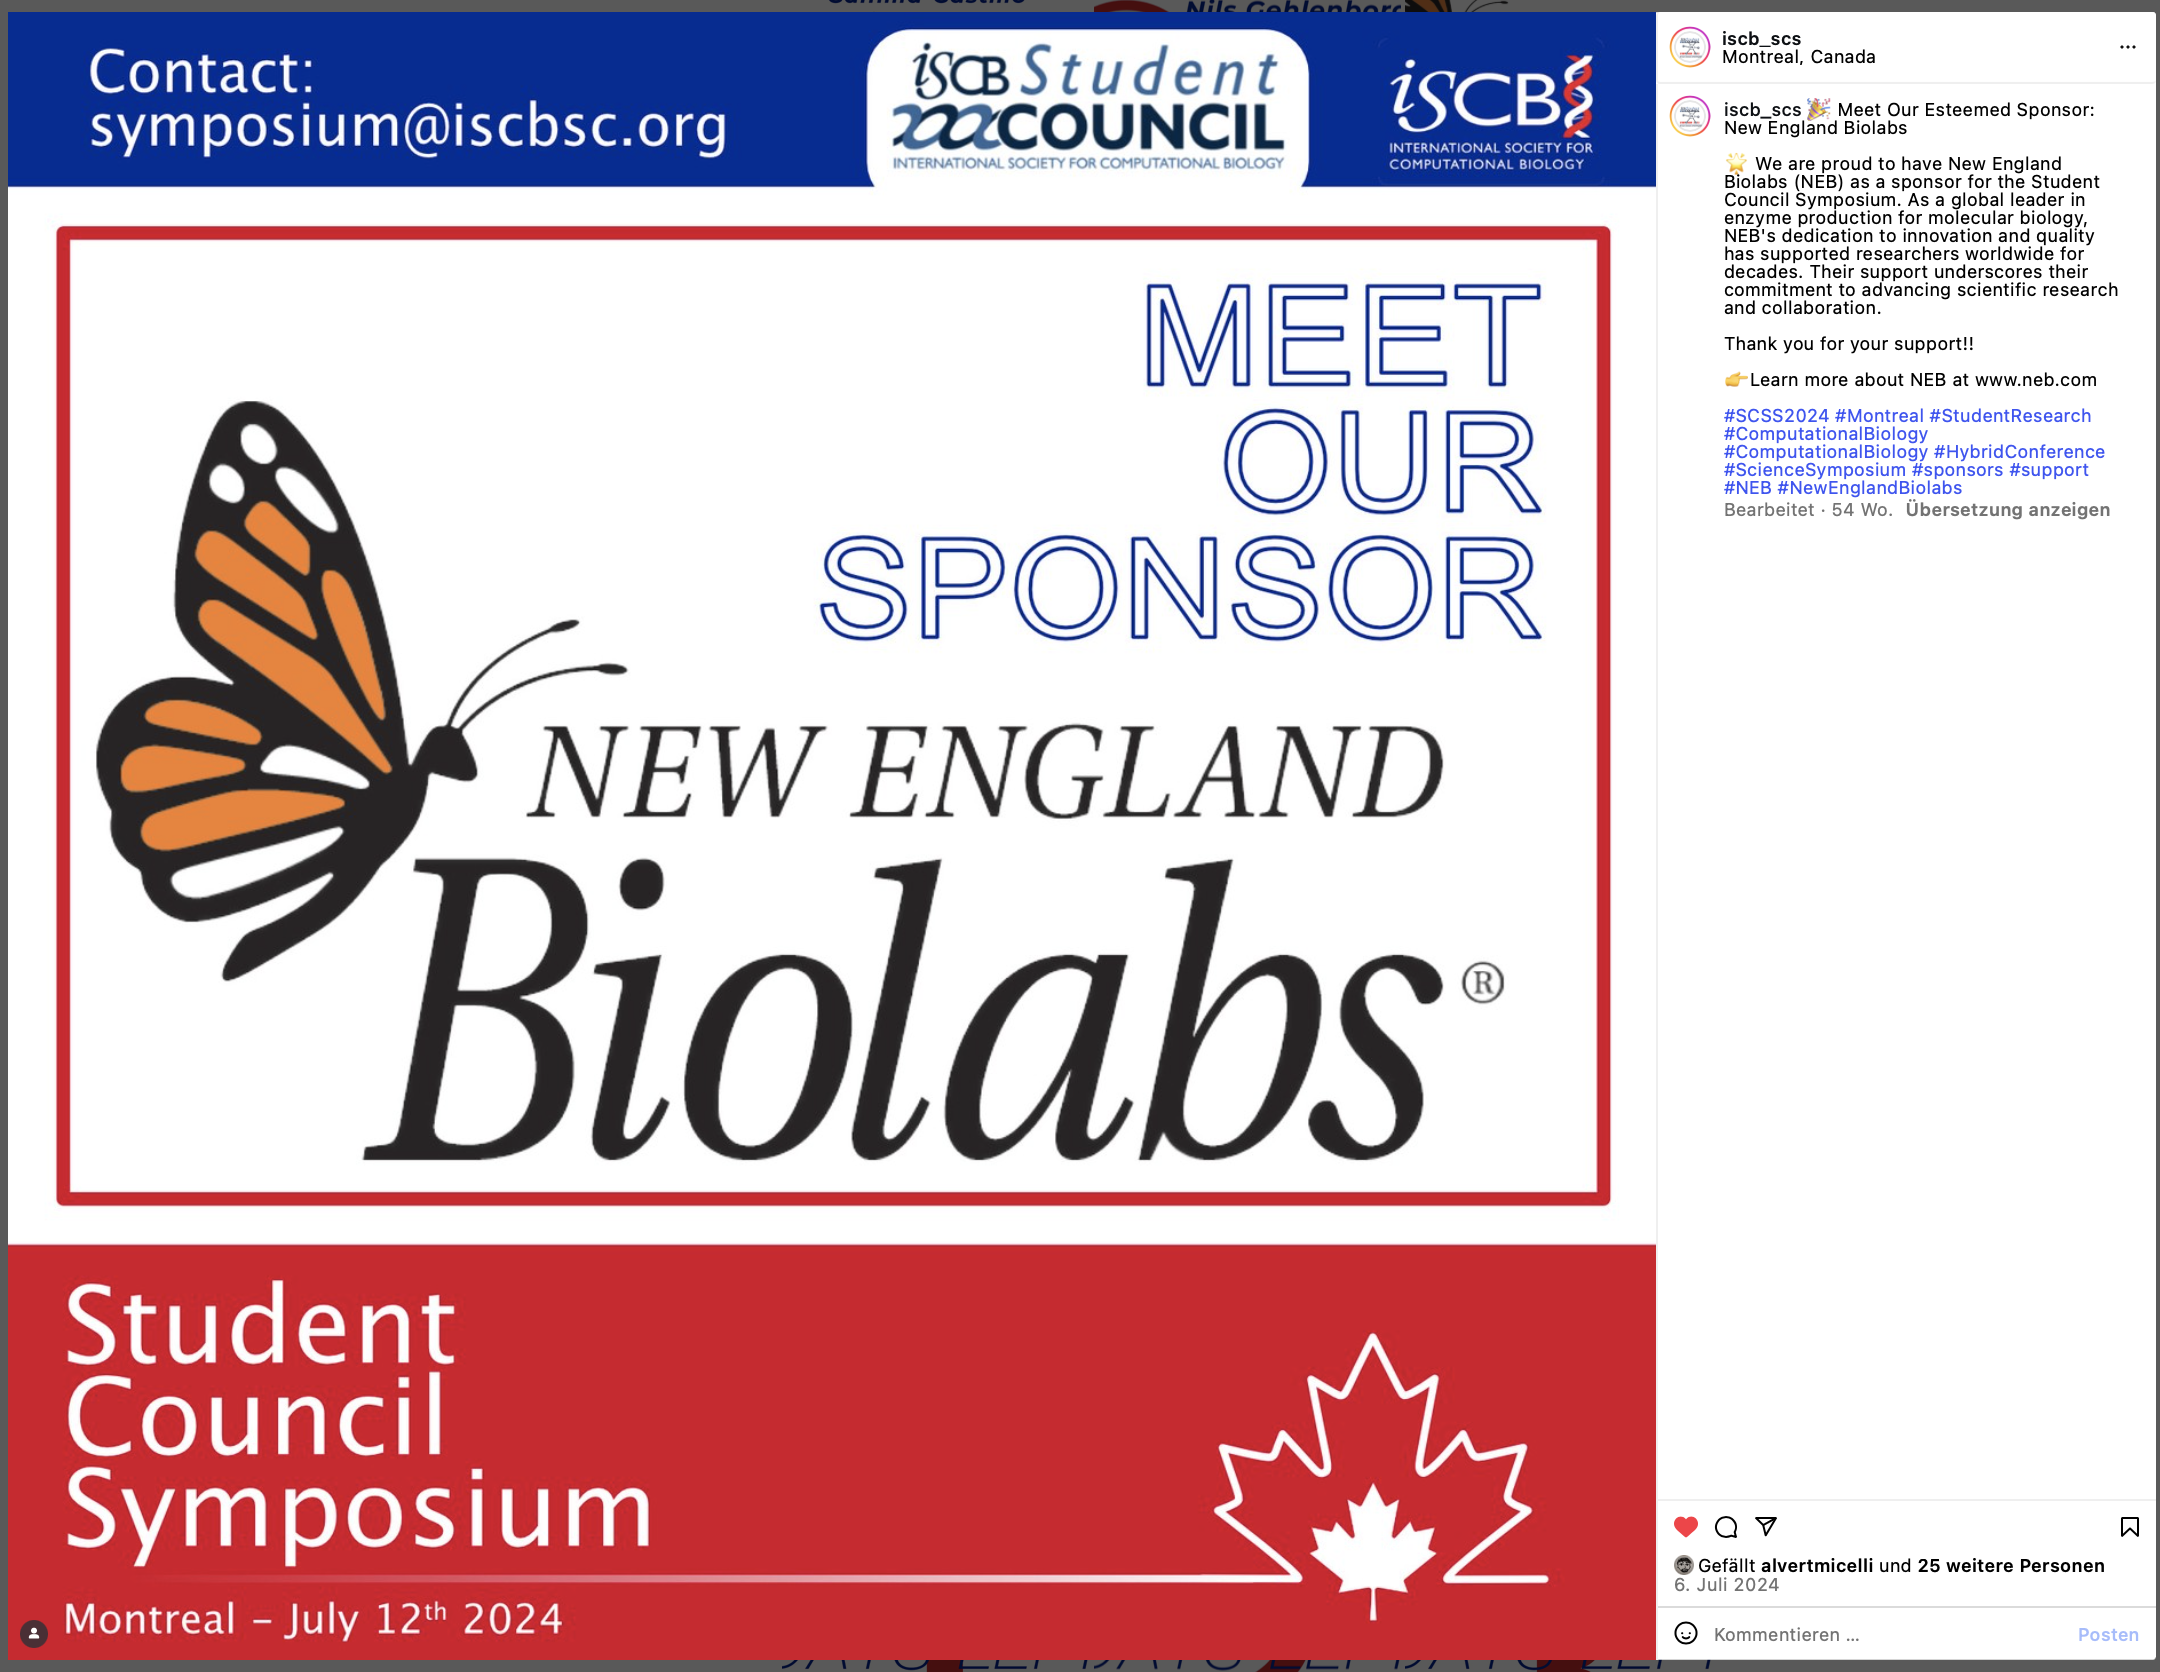 Camilla Castillo
Nils Gehlenborg
Contact:
symposium@iscbsc.org
iSCB Student
COUNCIL
INTERNATIONAL SOCIETY FOR COMPUTATIONAL BIOLOGY
iSCB
INTERNATIONAL SOCIETY FOR
COMPUTATIONAL BIOLOGY
MEET
OUR
SPONSOR
NEW ENGLAND
Biolabs®
Student
Council
Symposium
Montreal – July 12th 2024
iscb_scs
Montreal, Canada
iscb_scs 🎉 Meet Our Esteemed Sponsor:
New England Biolabs
🌟 We are proud to have New England
Biolabs (NEB) as a sponsor for the Student
Council Symposium. As a global leader in
enzyme production for molecular biology,
NEB's dedication to innovation and quality
has supported researchers worldwide for
decades. Their support underscores their
commitment to advancing scientific research
and collaboration.
Thank you for your support!!
👉Learn more about NEB at www.neb.com
#SCSS2024 #Montreal #StudentResearch
#ComputationalBiology
#ComputationalBiology #HybridConference
#ScienceSymposium #sponsors #support
#NEB #NewEnglandBiolabs
Bearbeitet · 54 Wo. Übersetzung anzeigen
Gefällt alvertmicelli und 25 weitere Personen
6. Juli 2024
Kommentieren ...
Posten